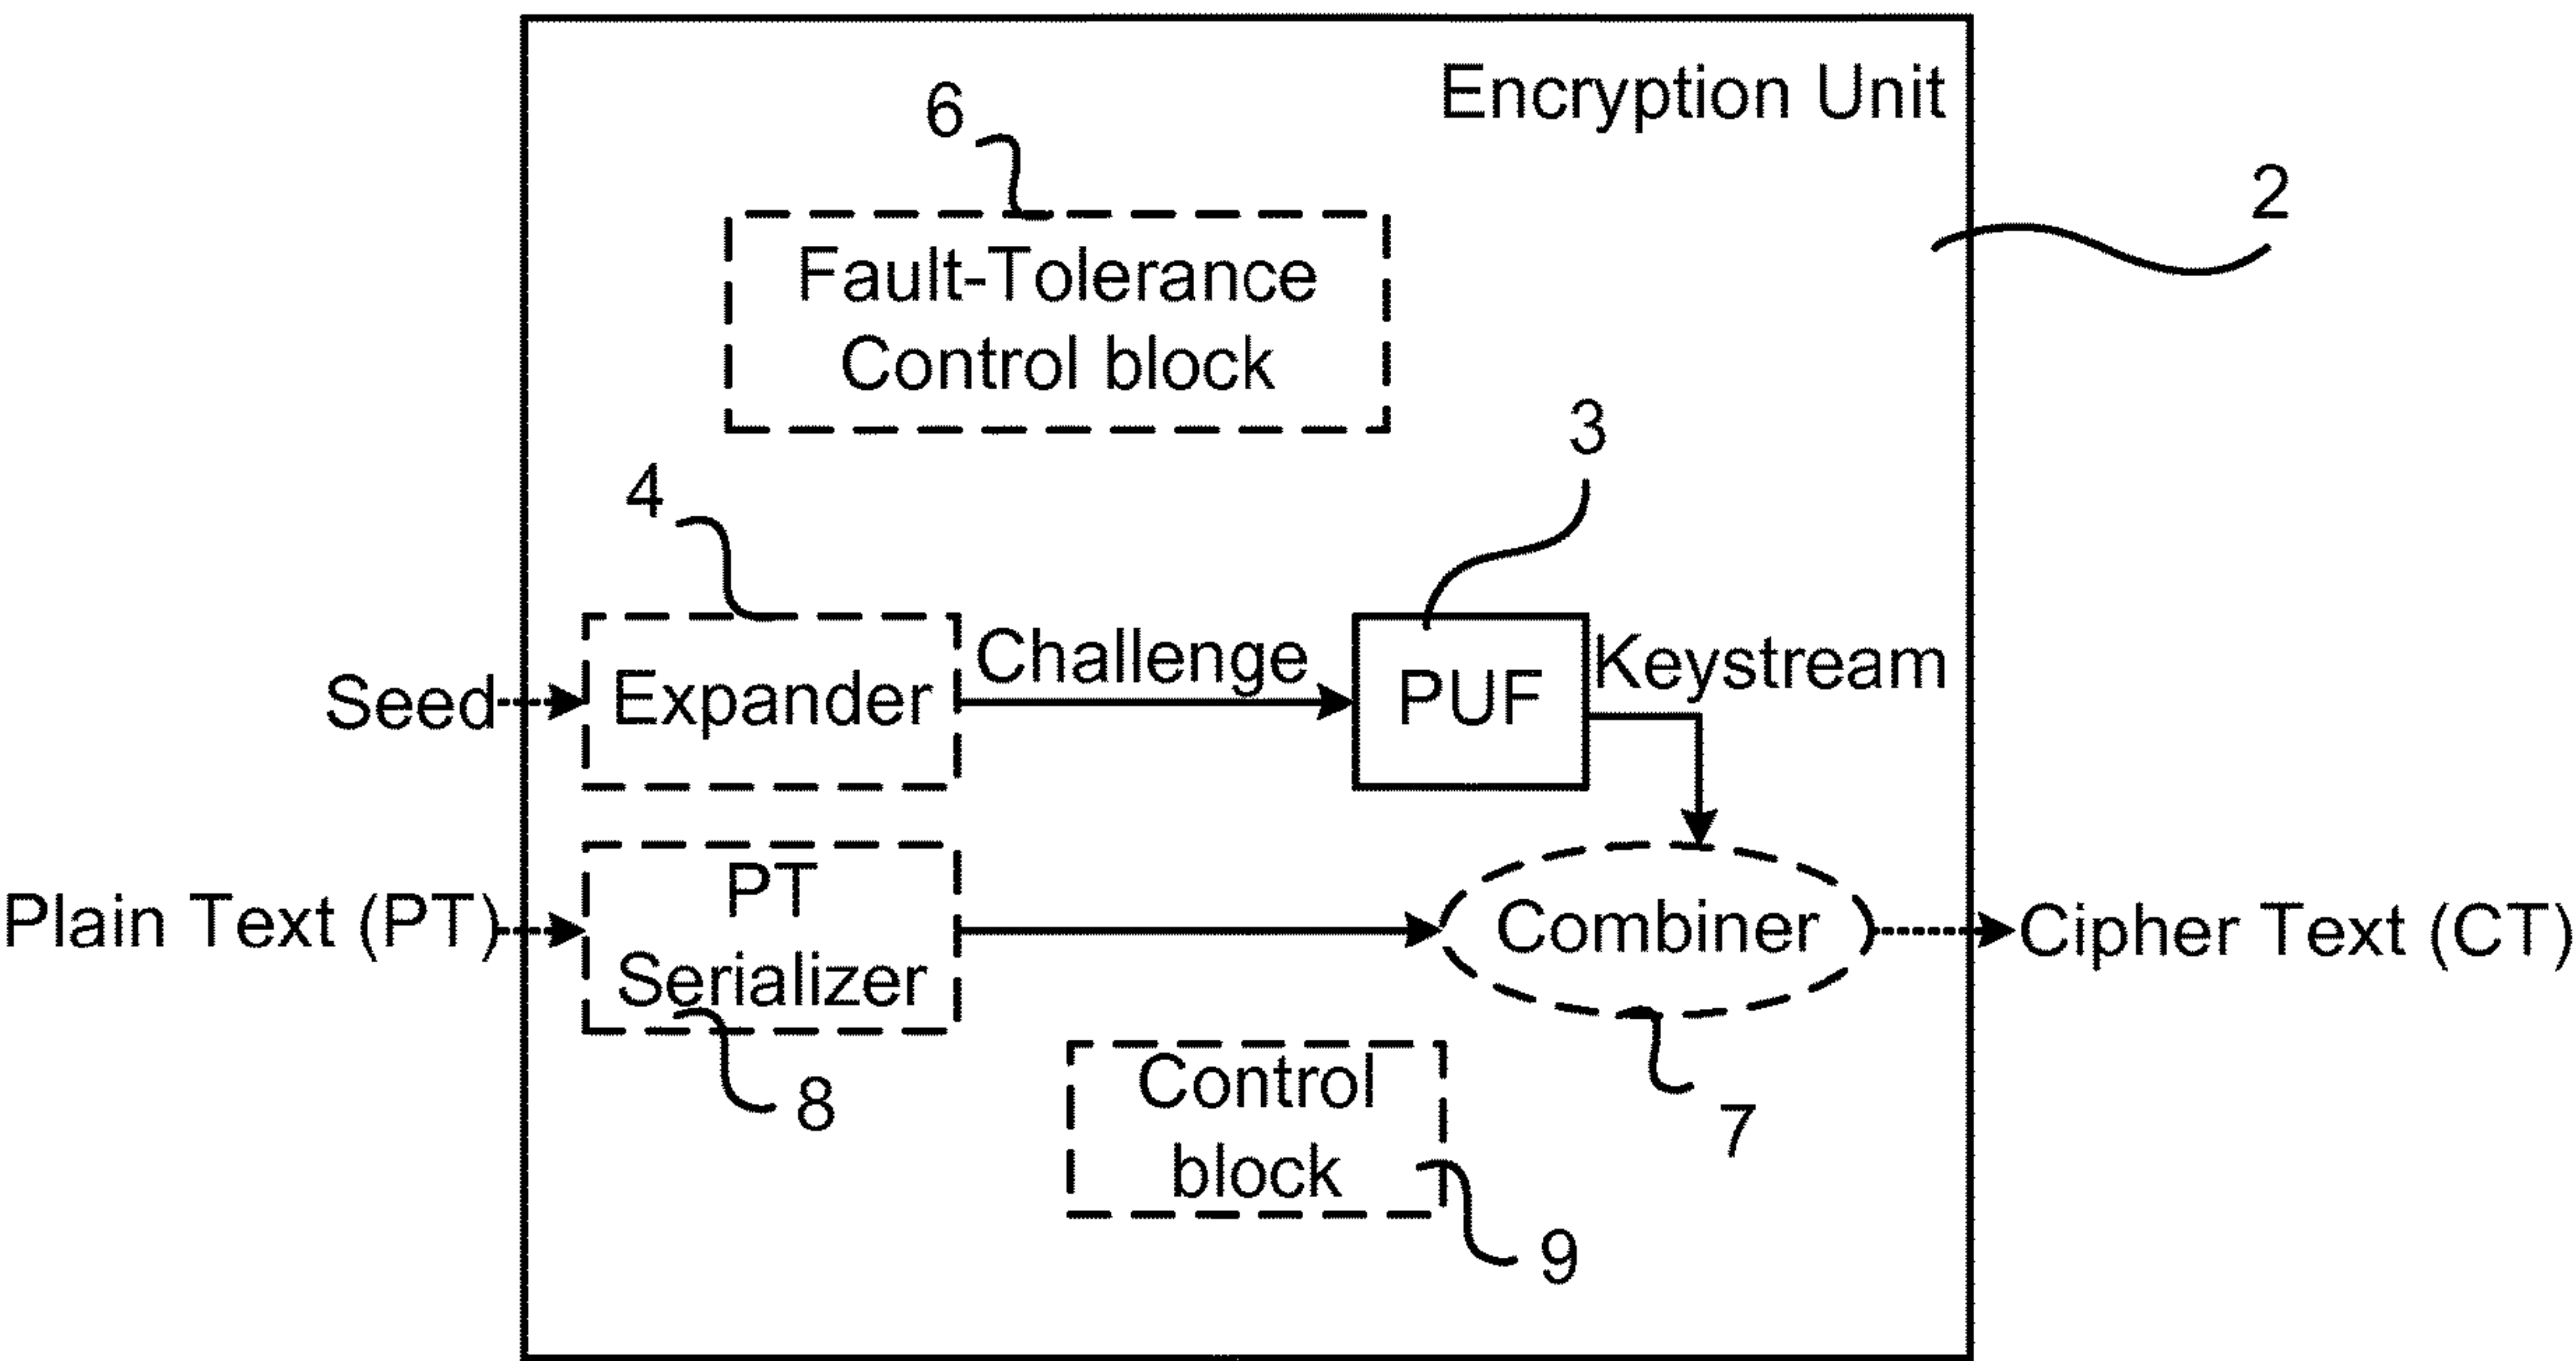 Encryption Unit
6
2
Fault-Tolerance
Control block
3
4
Challenge
Keystream
Seed
Expander
PUF
PT
Serializer
Plain Text (PT)
Combiner
Cipher Text (CT)
Control
block
8
7
9